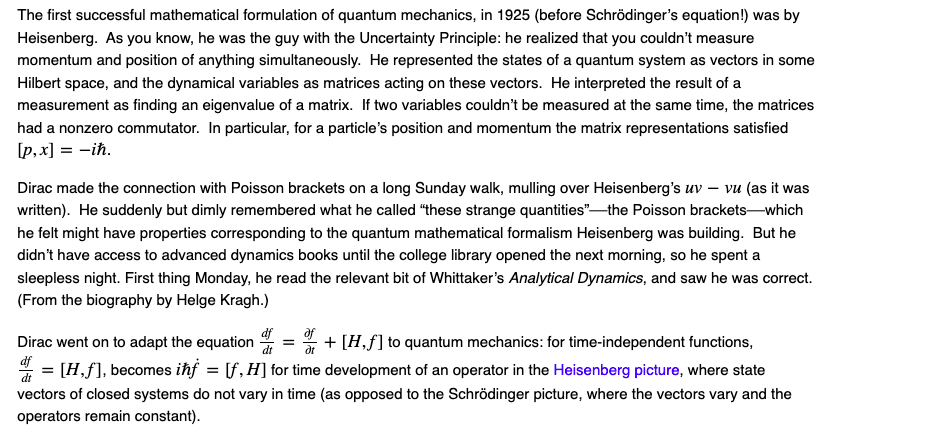 The first successful mathematical formulation of quantum mechanics, in 1925 (before Schrödinger’s equation!) was by
Heisenberg.  As you know, he was the guy with the Uncertainty Principle: he realized that you couldn’t measure
momentum and position of anything simultaneously.  He represented the states of a quantum system as vectors in some
Hilbert space, and the dynamical variables as matrices acting on these vectors.  He interpreted the result of a
measurement as finding an eigenvalue of a matrix.  If two variables couldn’t be measured at the same time, the matrices
had a nonzero commutator.  In particular, for a particle’s position and momentum the matrix representations satisfied
[p, x] = −iℏ.
Dirac made the connection with Poisson brackets on a long Sunday walk, mulling over Heisenberg’s uv − vu (as it was
written).  He suddenly but dimly remembered what he called “these strange quantities”—the Poisson brackets—which
he felt might have properties corresponding to the quantum mathematical formalism Heisenberg was building.  But he
didn’t have access to advanced dynamics books until the college library opened the next morning, so he spent a
sleepless night. First thing Monday, he read the relevant bit of Whittaker’s Analytical Dynamics, and saw he was correct.
(From the biography by Helge Kragh.)
Dirac went on to adapt the equation df/dt = ∂f/∂t + [H, f] to quantum mechanics: for time-independent functions,
df/dt = [H, f], becomes iℏḟ = [f, H] for time development of an operator in the Heisenberg picture, where state
vectors of closed systems do not vary in time (as opposed to the Schrödinger picture, where the vectors vary and the
operators remain constant).